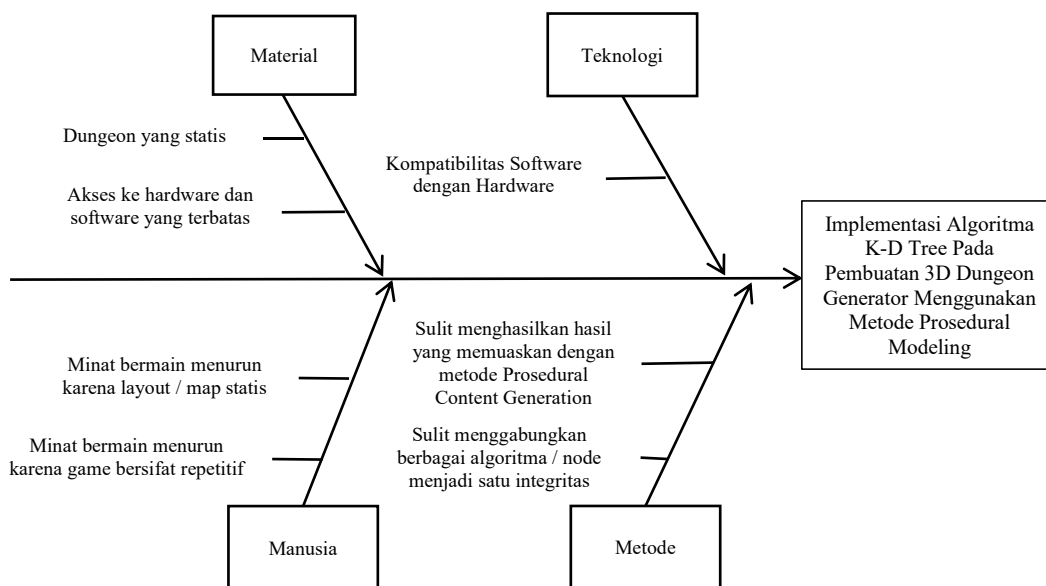 Material
Teknologi
Dungeon yang statis
Akses ke hardware dan
software yang terbatas
Kompatibilitas Software
dengan Hardware
Implementasi Algoritma
K-D Tree Pada
Pembuatan 3D Dungeon
Generator Menggunakan
Metode Prosedural
Modeling
Minat bermain menurun
karena layout / map statis
Minat bermain menurun
karena game bersifat repetitif
Sulit menghasilkan hasil
yang memuaskan dengan
metode Prosedural
Content Generation
Sulit menggabungkan
berbagai algoritma / node
menjadi satu integritas
Manusia
Metode